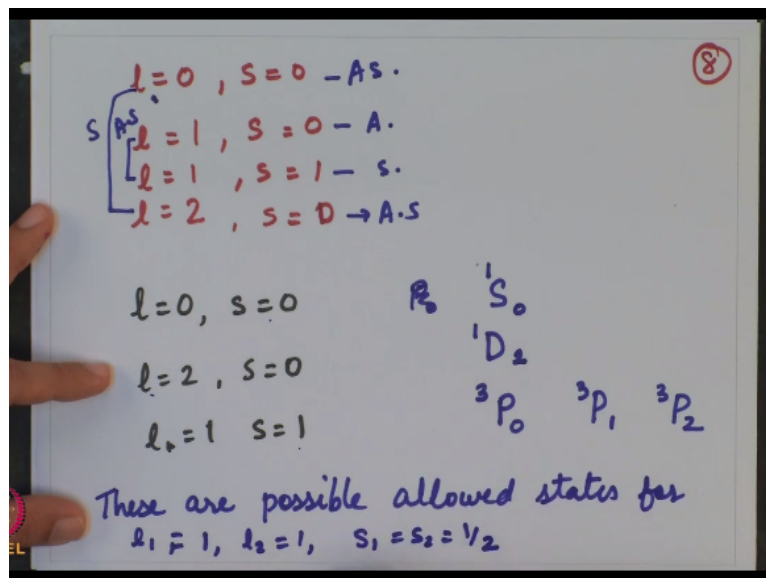 8
l = 0 , S = 0 - AS.
S AS l = 1 , S = 0 - A.
l = 1 , S = 1 - S.
l = 2 , S = 0 → A.S
l = 0, S = 0 ¹S₀
l = 2 , S = 0 ¹D₂
l = 1 S = 1 ³P₀ ³P₁ ³P₂
These are possible allowed states for
l₁ = 1, l₂ = 1, S₁ = S₂ = 1/2
EL